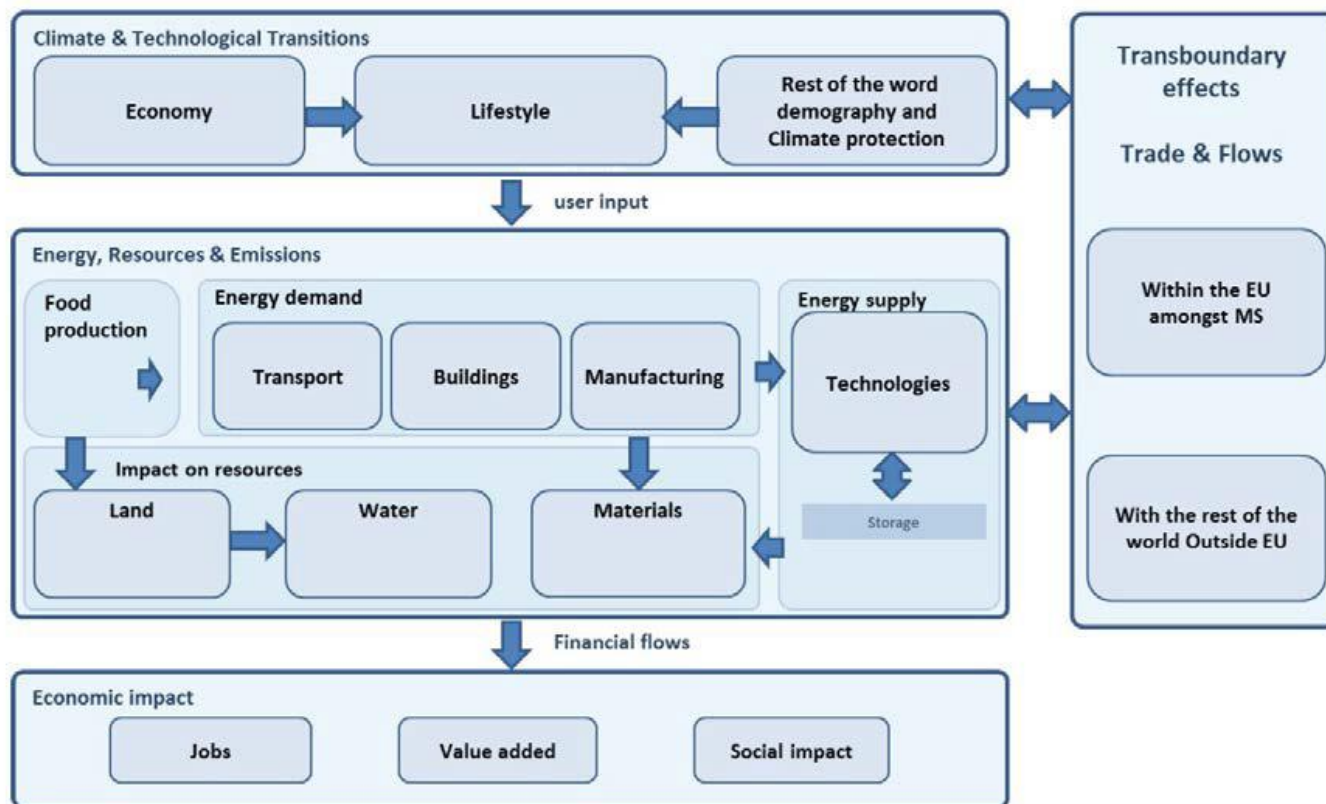 Climate & Technological Transitions
Economy
Lifestyle
Rest of the word
demography and
Climate protection
user input
Energy, Resources & Emissions
Food
production
Energy demand
Transport
Buildings
Manufacturing
Energy supply
Technologies
Storage
Impact on resources
Land
Water
Materials
Financial flows
Economic impact
Jobs
Value added
Social impact
Transboundary
effects
Trade & Flows
Within the EU
amongst MS
With the rest of the
world Outside EU